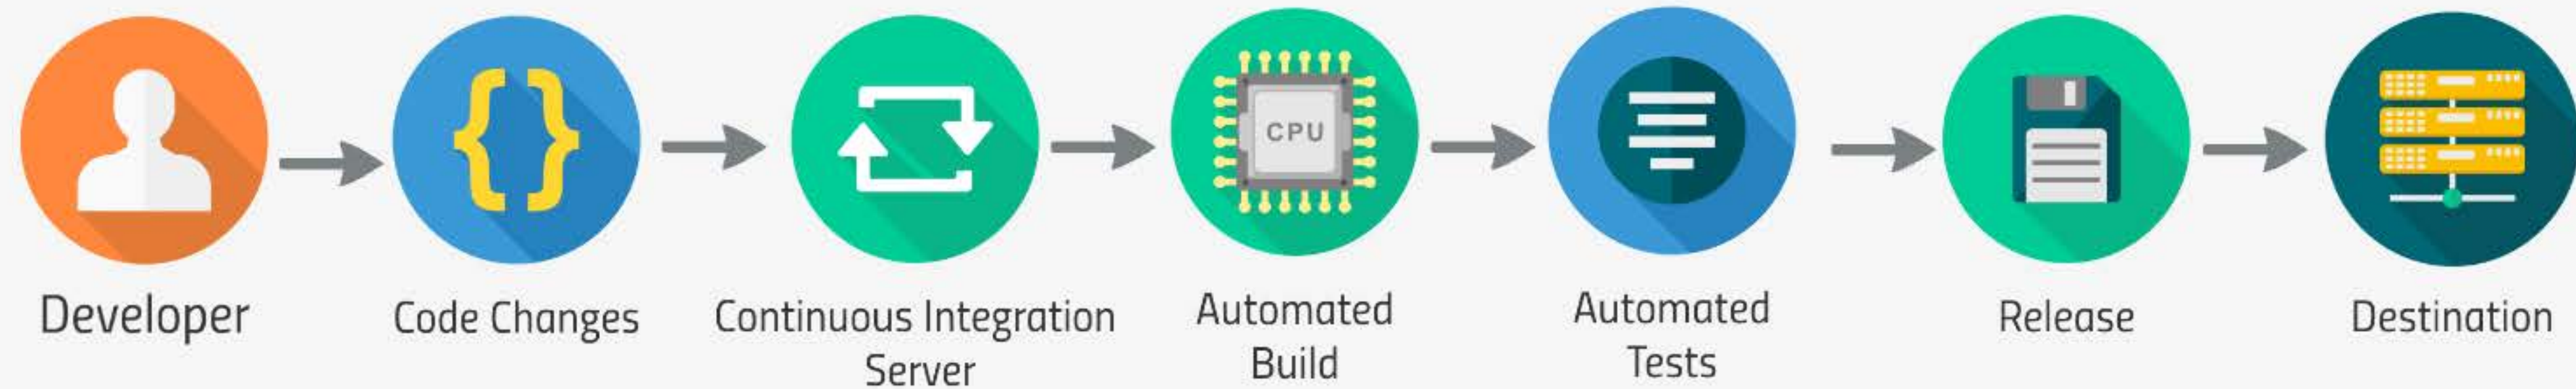 CPU
Developer
Code Changes
Continuous Integration
Server
Automated
Build
Automated
Tests
Release
Destination